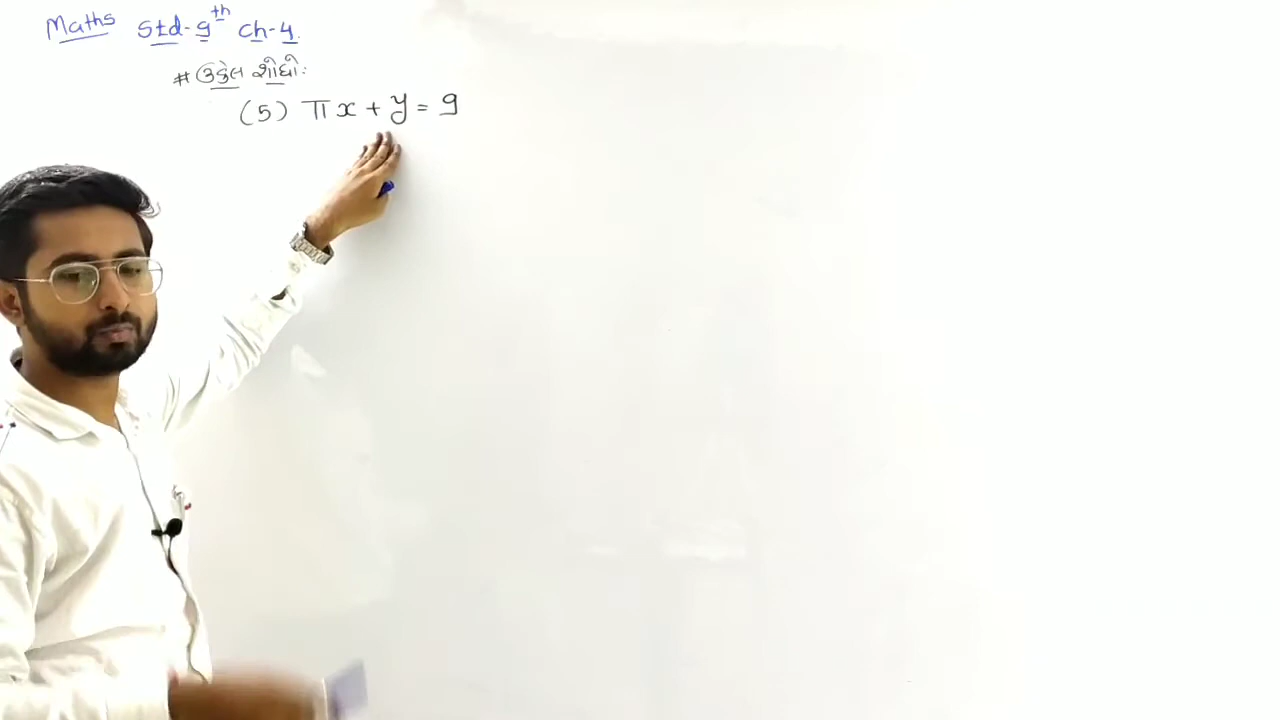 Maths Std-9th ch-4.
# ઉકેલ શોધો:
(5) πx + y = 9